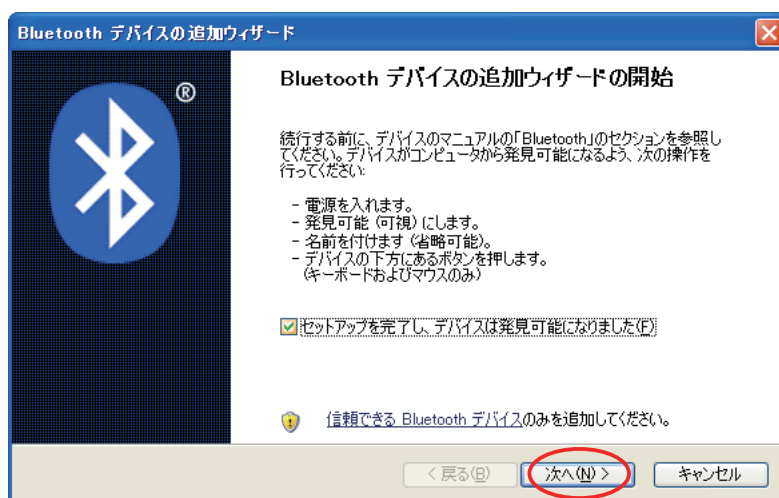 Bluetooth デバイスの追加ウィザード
®
Bluetooth デバイスの追加ウィザードの開始
続行する前に、デバイスのマニュアルの「Bluetooth」のセクションを参照し
てください。デバイスがコンピュータから発見可能になるよう、次の操作を
行ってください:
- 電源を入れます。
- 発見可能 (可視) にします。
- 名前を付けます (省略可能)。
- デバイスの下方にあるボタンを押します。
(キーボードおよびマウスのみ)
セットアップを完了し、デバイスは発見可能になりました(F)
信頼できる Bluetooth デバイスのみを追加してください。
< 戻る(B) 次へ(N) > キャンセル